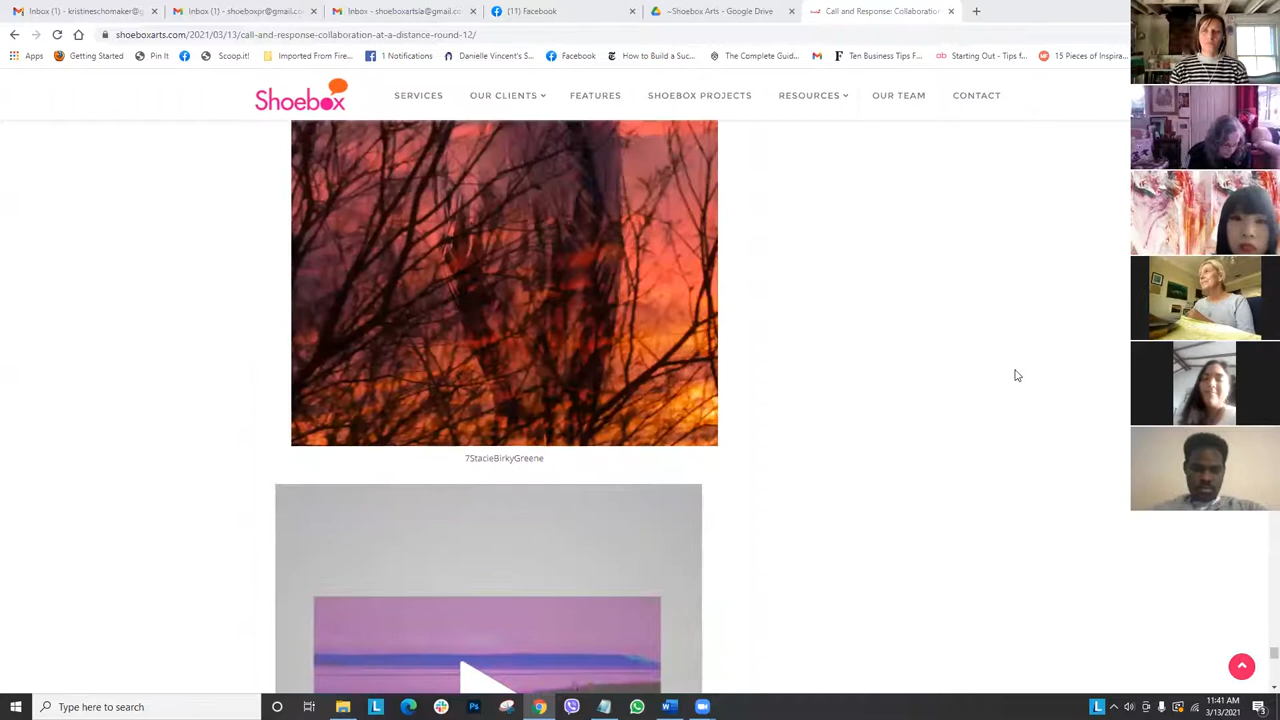 Inbox (1) - kristineschomaker@g
Inbox (1) - shoeboxpr@gmail.co
Inbox (1) - shoeboxartsla@gmail.co
(11) Facebook
~Shoebox Arts - Google Drive
Call and Response: Collaboration
shoeboxarts.com/2021/03/13/call-and-response-collaboration-at-a-distance-round-12/
Apps
Getting Started
Pin It
Scoop.it!
Imported From Firef...
1 Notifications
Danielle Vincent's S...
Facebook
How to Build a Suc...
The Complete Guid...
Ten Business Tips F...
Starting Out - Tips f...
15 Pieces of Inspira...
Shoebox
SERVICES
OUR CLIENTS
FEATURES
SHOEBOX PROJECTS
RESOURCES
OUR TEAM
CONTACT
7StacieBirkyGreene
Type here to search
11:41 AM
3/13/2021